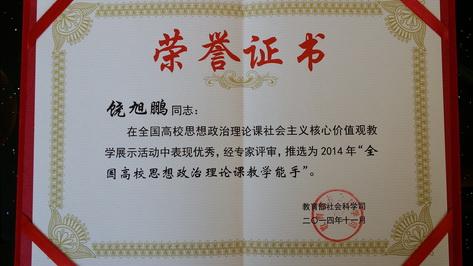 荣誉证书
饶旭鹏同志：
在全国高校思想政治理论课社会主义核心价值观教
学展示活动中表现优秀，经专家评审，推选为2014年“全
国高校思想政治理论课教学能手”。
教育部社会科学司
二〇一四年十一月